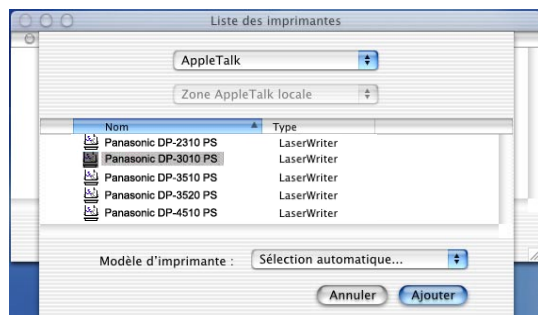 Liste des imprimantes
AppleTalk
Zone AppleTalk locale
Nom Type
Panasonic DP-2310 PS LaserWriter
Panasonic DP-3010 PS LaserWriter
Panasonic DP-3510 PS LaserWriter
Panasonic DP-3520 PS LaserWriter
Panasonic DP-4510 PS LaserWriter
Modèle d'imprimante : Sélection automatique...
Annuler Ajouter